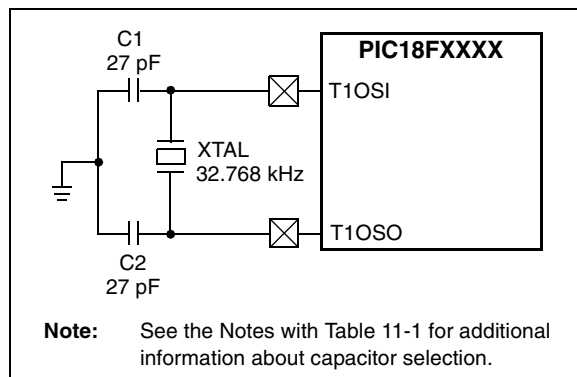 C1
27 pF
PIC18FXXXX
T1OSI
XTAL
32.768 kHz
T1OSO
C2
27 pF
Note: See the Notes with Table 11-1 for additional
information about capacitor selection.